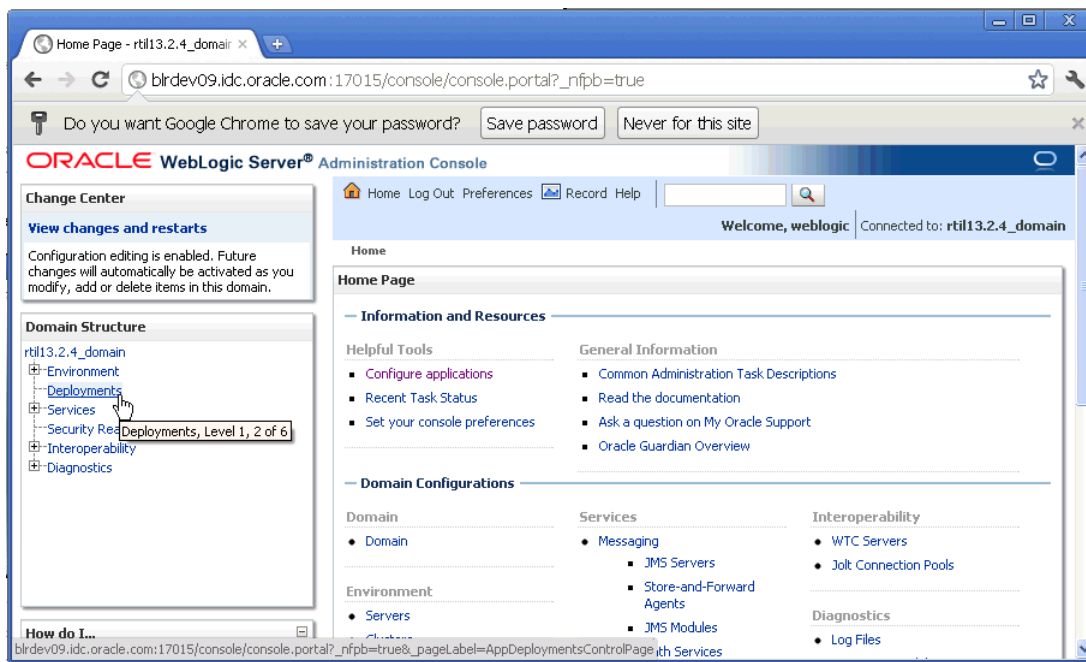 Home Page - rtil13.2.4_domair
blrdev09.idc.oracle.com:17015/console/console.portal?_nfpb=true
Do you want Google Chrome to save your password? Save password Never for this site
ORACLE WebLogic Server® Administration Console
Change Center
View changes and restarts
Configuration editing is enabled. Future
changes will automatically be activated as you
modify, add or delete items in this domain.
Domain Structure
rtil13.2.4_domain
Environment
Deployments
Services
Security Rea
Deployments, Level 1, 2 of 6
Interoperability
Diagnostics
How do I...
Home Log Out Preferences Record Help
Welcome, weblogic Connected to: rtil13.2.4_domain
Home
Home Page
Information and Resources
Helpful Tools
Configure applications
Recent Task Status
Set your console preferences
General Information
Common Administration Task Descriptions
Read the documentation
Ask a question on My Oracle Support
Oracle Guardian Overview
Domain Configurations
Domain
Domain
Environment
Servers
Services
Messaging
JMS Servers
Store-and-Forward
Agents
JMS Modules
th Services
Interoperability
WTC Servers
Jolt Connection Pools
Diagnostics
Log Files
blrdev09.idc.oracle.com:17015/console/console.portal?_nfpb=true&_pageLabel=AppDeploymentsControlPage